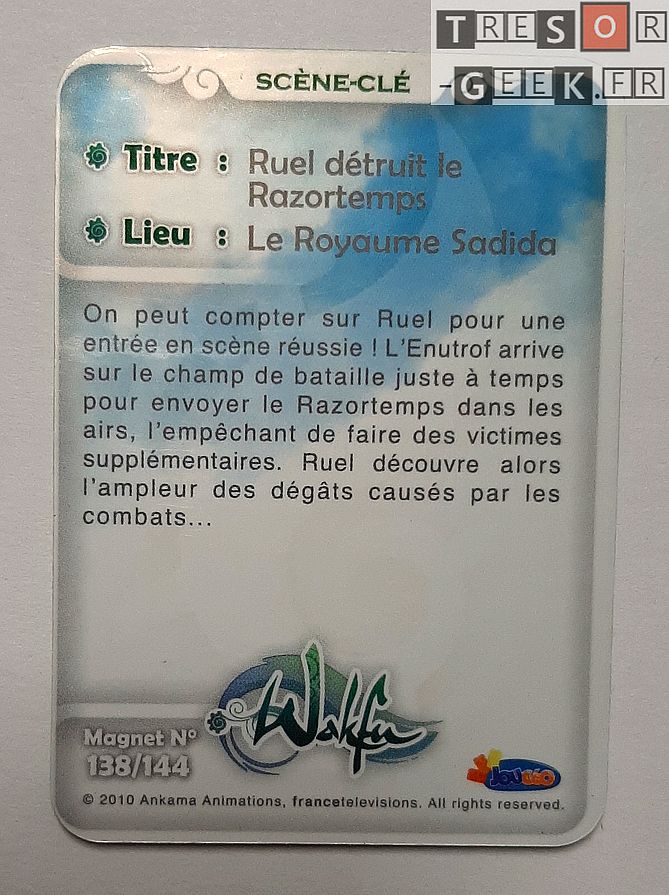 TRESOR
GEEK.FR
SCÈNE-CLÉ
Titre : Ruel détruit le
Razortemps
Lieu : Le Royaume Sadida
On peut compter sur Ruel pour une
entrée en scène réussie ! L'Enutrof arrive
sur le champ de bataille juste à temps
pour envoyer le Razortemps dans les
airs, l'empêchant de faire des victimes
supplémentaires. Ruel découvre alors
l'ampleur des dégâts causés par les
combats...
Wakfu
Magnet N°
138/144
© 2010 Ankama Animations, francetelevisions. All rights reserved.